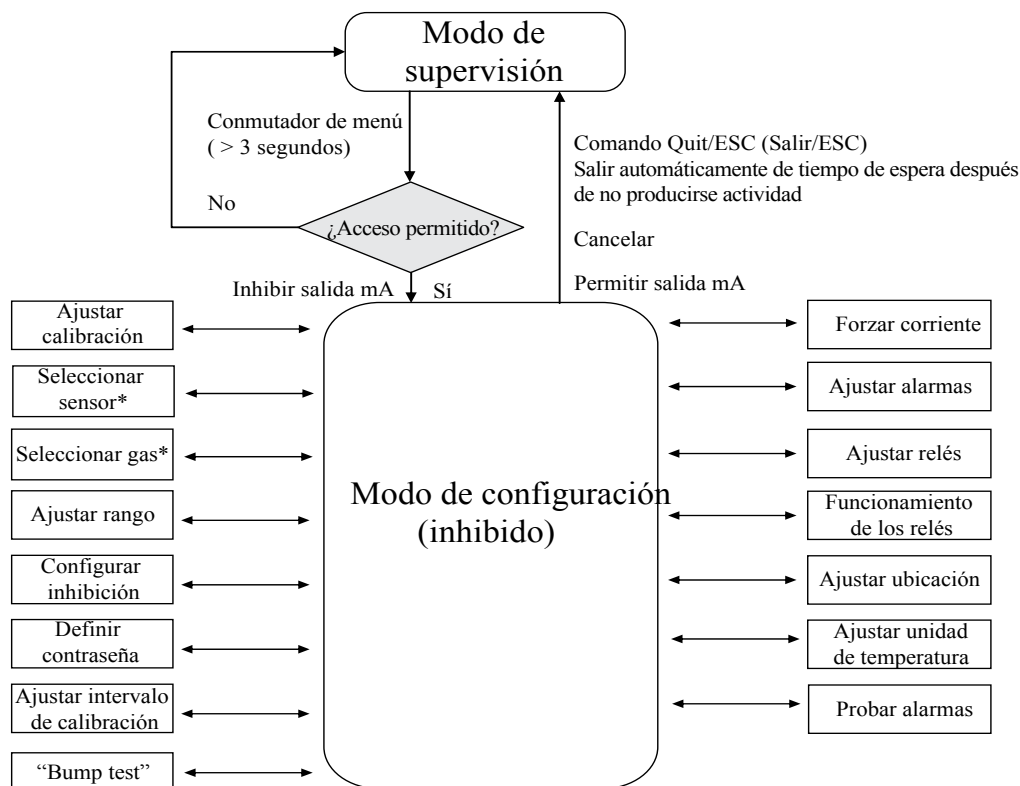 Modo de
supervisión
Conmutador de menú
( > 3 segundos)
Comando Quit/ESC (Salir/ESC)
Salir automáticamente de tiempo de espera después
de no producirse actividad
No
¿Acceso permitido?
Cancelar
Inhibir salida mA
Sí
Permitir salida mA
Ajustar
calibración
Seleccionar
sensor*
Seleccionar gas*
Ajustar rango
Configurar
inhibición
Definir
contraseña
Ajustar intervalo
de calibración
“Bump test”
Modo de configuración
(inhibido)
Forzar corriente
Ajustar alarmas
Ajustar relés
Funcionamiento
de los relés
Ajustar ubicación
Ajustar unidad
de temperatura
Probar alarmas